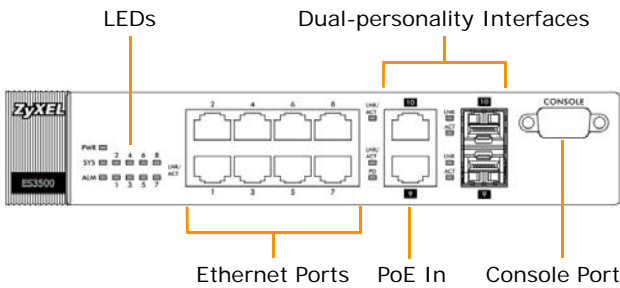 LEDs
Dual-personality Interfaces
ZyXEL
2 4 6 8
LNK/
ACT
10
LNK
ACT
10
CONSOLE
PWR
SYS 2 4 6 8
ALM
1 3 5 7
LNK/
ACT
LNK/
ACT
PD
LNK
ACT
ES3500
1 3 5 7
9
9
Ethernet Ports
PoE In
Console Port